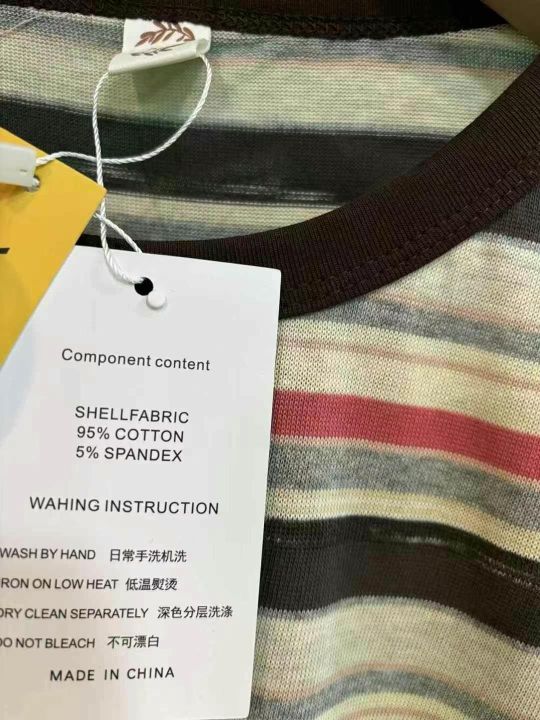 Component content
SHELLFABRIC
95% COTTON
5% SPANDEX
WAHING INSTRUCTION
WASH BY HAND 日常手洗机洗
IRON ON LOW HEAT 低温熨烫
DRY CLEAN SEPARATELY 深色分层洗涤
DO NOT BLEACH 不可漂白
MADE IN CHINA